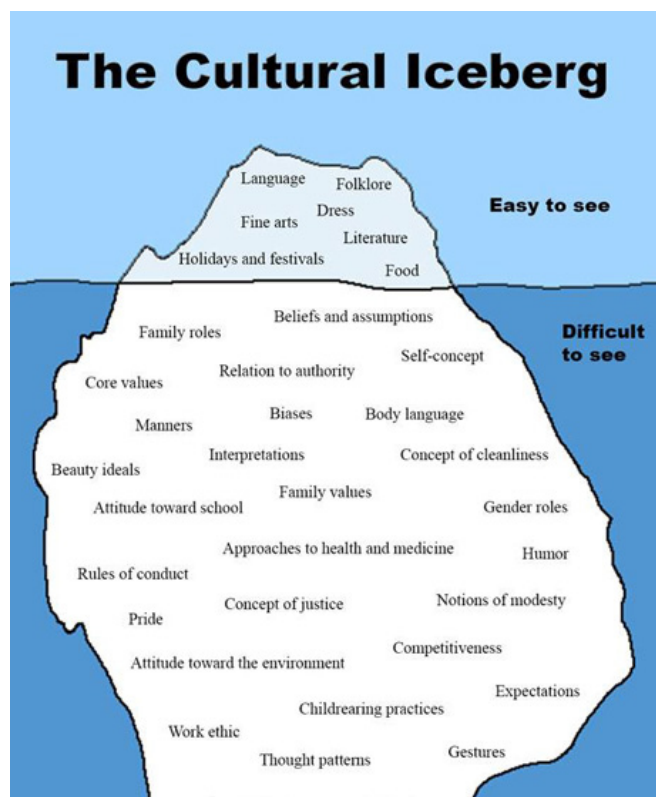 The Cultural Iceberg
Language
Folklore
Dress
Fine arts
Literature
Holidays and festivals
Food
Easy to see
Beliefs and assumptions
Family roles
Difficult
to see
Self-concept
Relation to authority
Core values
Biases
Body language
Manners
Interpretations
Concept of cleanliness
Beauty ideals
Family values
Attitude toward school
Gender roles
Approaches to health and medicine
Humor
Rules of conduct
Concept of justice
Notions of modesty
Pride
Competitiveness
Attitude toward the environment
Expectations
Childrearing practices
Work ethic
Gestures
Thought patterns